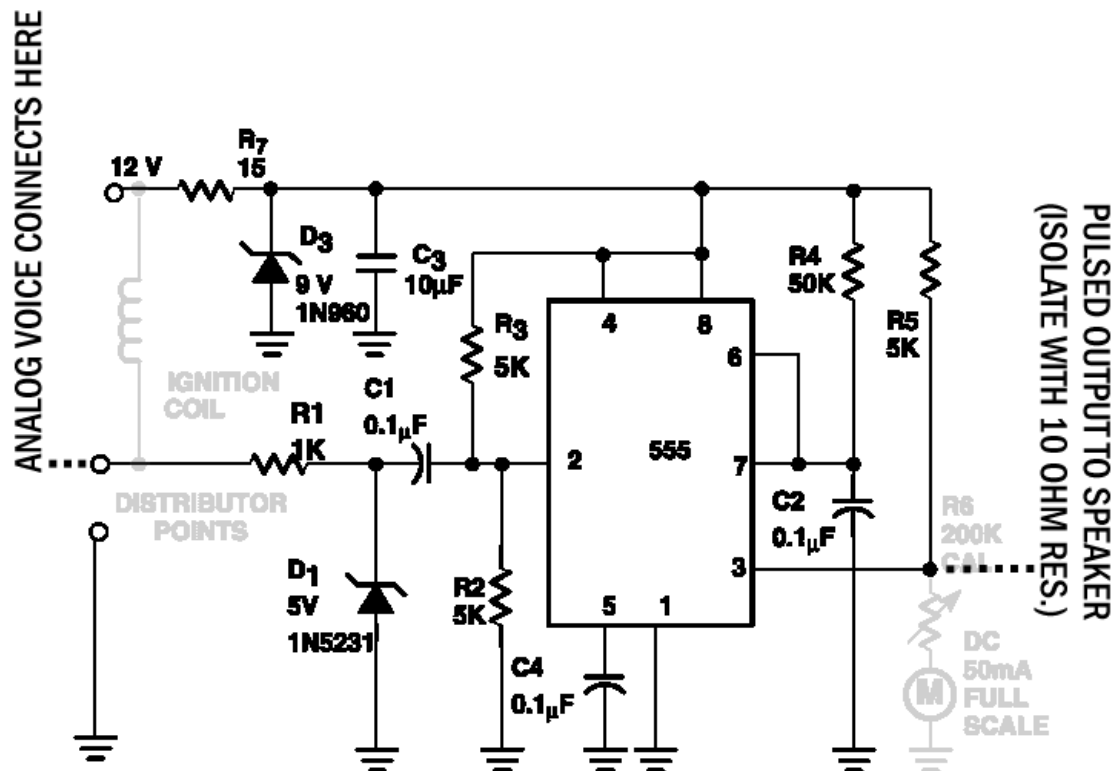 ANALOG VOICE CONNECTS HERE
12 V
R7
15
D3
9 V
1N960
C3
10µF
R3
5K
4
8
6
R4
50K
R5
5K
PULSED OUTPUT TO SPEAKER
(ISOLATE WITH 10 OHM RES.)
IGNITION
COIL
R1
1K
C1
0.1µF
2
555
7
DISTRIBUTOR
POINTS
C2
0.1µF
R6
200K
CAL
3
D1
5V
1N5231
R2
5K
5
1
C4
0.1µF
DC
50mA
FULL
SCALE
M